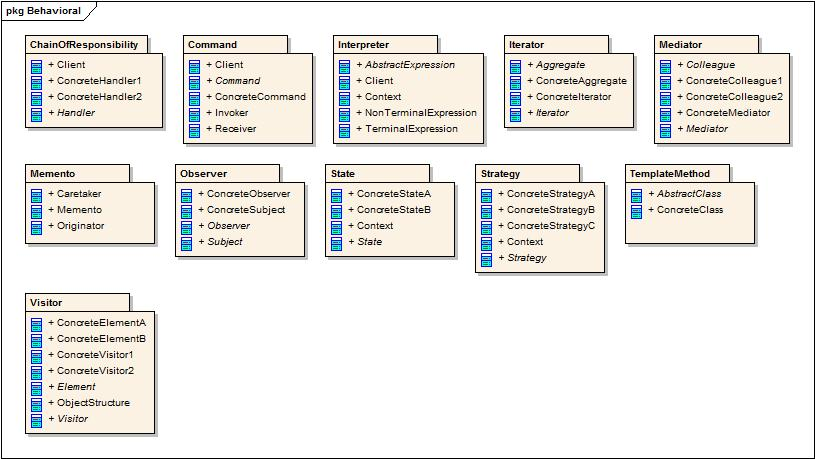 pkg Behavioral
ChainOfResponsibility
+ Client
+ ConcreteHandler1
+ ConcreteHandler2
+ Handler
Command
+ Client
+ Command
+ ConcreteCommand
+ Invoker
+ Receiver
Interpreter
+ AbstractExpression
+ Client
+ Context
+ NonTerminalExpression
+ TerminalExpression
Iterator
+ Aggregate
+ ConcreteAggregate
+ ConcreteIterator
+ Iterator
Mediator
+ Colleague
+ ConcreteColleague1
+ ConcreteColleague2
+ ConcreteMediator
+ Mediator
Memento
+ Caretaker
+ Memento
+ Originator
Observer
+ ConcreteObserver
+ ConcreteSubject
+ Observer
+ Subject
State
+ ConcreteStateA
+ ConcreteStateB
+ Context
+ State
Strategy
+ ConcreteStrategyA
+ ConcreteStrategyB
+ ConcreteStrategyC
+ Context
+ Strategy
TemplateMethod
+ AbstractClass
+ ConcreteClass
Visitor
+ ConcreteElementA
+ ConcreteElementB
+ ConcreteVisitor1
+ ConcreteVisitor2
+ Element
+ ObjectStructure
+ Visitor